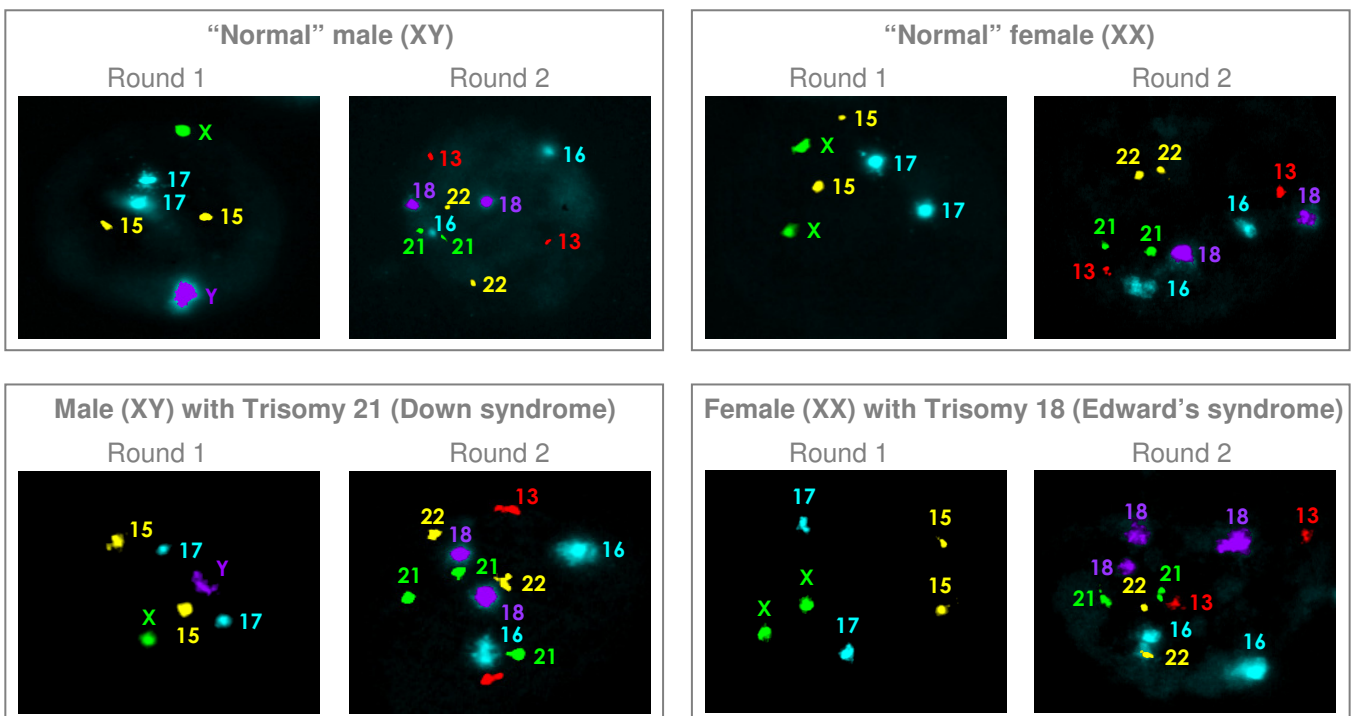 “Normal” male (XY)
Round 1
Round 2
X
17
17
15
15
Y
13
16
18
22
18
16
21
21
13
22
“Normal” female (XX)
Round 1
Round 2
15
X
17
15
17
X
22
22
13
18
16
21
21
18
13
16
Male (XY) with Trisomy 21 (Down syndrome)
Round 1
Round 2
15
17
Y
X
15
17
13
22
18
16
21
21
22
18
16
21
Female (XX) with Trisomy 18 (Edward’s syndrome)
Round 1
Round 2
17
15
X
15
X
17
18
18
13
18
21
22
21
13
16
16
22